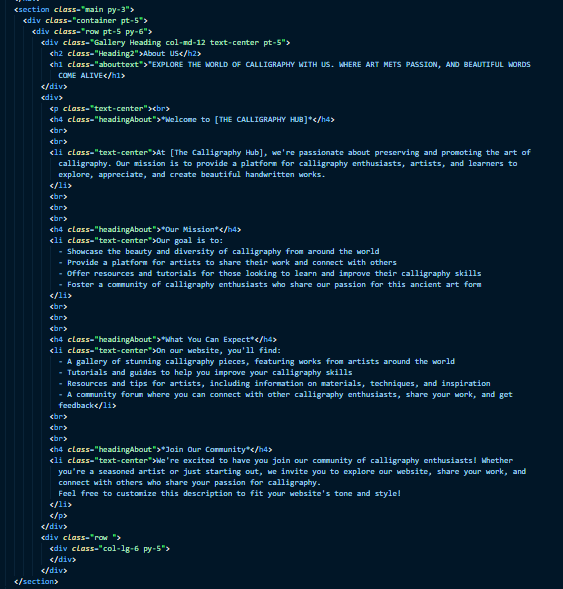 <section class="main py-3">
<div class="container pt-5">
<div class="row pt-5 py-6">
<div class="Gallery Heading col-md-12 text-center pt-5">
<h2 class="Heading2">About US</h2>
<h1 class="abouttext">"EXPLORE THE WORLD OF CALLIGRAPHY WITH US. WHERE ART METS PASSION, AND BEAUTIFUL WORDS
COME ALIVE</h1>
</div>
<div>
<p class="text-center"><br>
<h4 class="headingAbout">*Welcome to [THE CALLIGRAPHY HUB]*</h4>
<br>
<br>
<li class="text-center">At [The Calligraphy Hub], we're passionate about preserving and promoting the art of
calligraphy. Our mission is to provide a platform for calligraphy enthusiasts, artists, and learners to
explore, appreciate, and create beautiful handwritten works.
</li>
<br>
<br>
<br>
<h4 class="headingAbout">*Our Mission*</h4>
<li class="text-center">Our goal is to:
- Showcase the beauty and diversity of calligraphy from around the world
- Provide a platform for artists to share their work and connect with others
- Offer resources and tutorials for those looking to learn and improve their calligraphy skills
- Foster a community of calligraphy enthusiasts who share our passion for this ancient art form
</li>
<br>
<br>
<br>
<h4 class="headingAbout">*What You Can Expect*</h4>
<li class="text-center">On our website, you'll find:
- A gallery of stunning calligraphy pieces, featuring works from artists around the world
- Tutorials and guides to help you improve your calligraphy skills
- Resources and tips for artists, including information on materials, techniques, and inspiration
- A community forum where you can connect with other calligraphy enthusiasts, share your work, and get
feedback</li>
<br>
<br>
<br>
<h4 class="headingAbout">*Join Our Community*</h4>
<li class="text-center">We're excited to have you join our community of calligraphy enthusiasts! Whether
you're a seasoned artist or just starting out, we invite you to explore our website, share your work, and
connect with others who share your passion for calligraphy.
Feel free to customize this description to fit your website's tone and style!
</li>
</p>
</div>
<div class="row ">
<div class="col-lg-6 py-5">
</div>
</div>
</section>